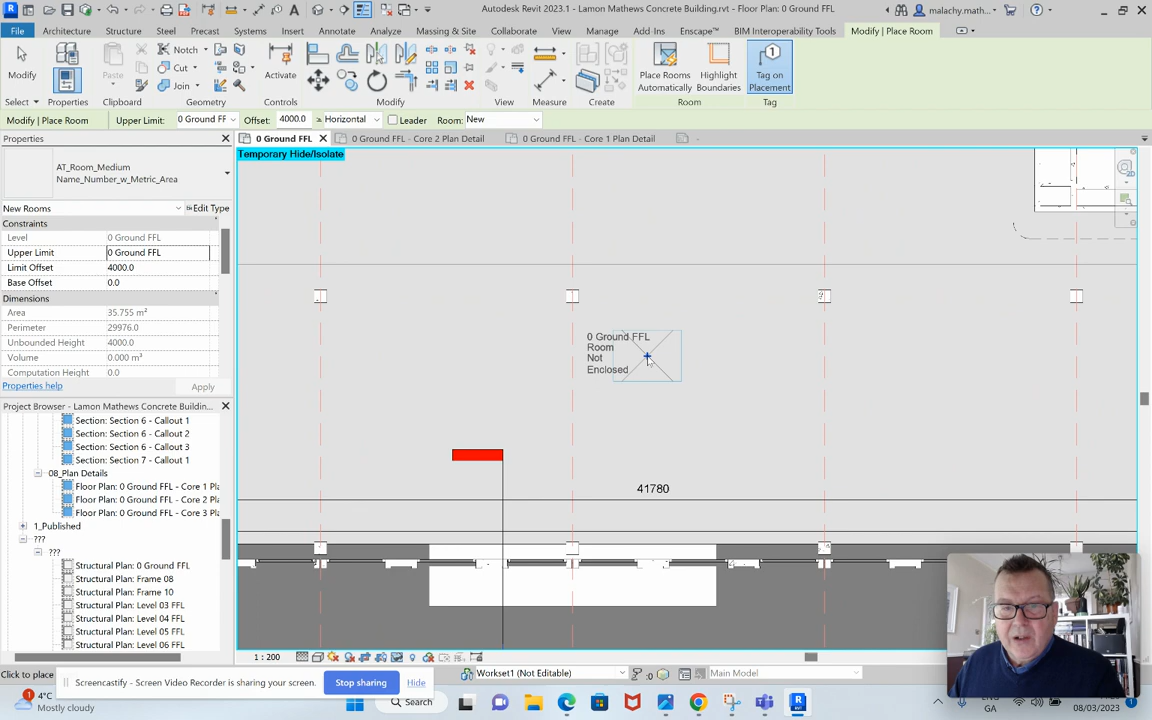 Autodesk Revit 2023.1 - Lamon Mathews Concrete Building.rvt - Floor Plan: 0 Ground FFL
malachy.math...
File Architecture Structure Steel Precast Systems Insert Annotate Analyze Massing & Site Collaborate View Manage Add-Ins Enscape™ BIM Interoperability Tools Modify | Place Room
Modify
Paste
Notch
Cut
Join
Activate
Place Rooms Automatically
Highlight Boundaries
Tag on Placement
Select Properties Clipboard Geometry Controls Modify View Measure Create Room Tag
Modify | Place Room Upper Limit: 0 Ground FF Offset: 4000.0 Horizontal Leader Room: New
Properties
0 Ground FFL
0 Ground FFL - Core 2 Plan Detail
0 Ground FFL - Core 1 Plan Detail
Temporary Hide/Isolate
AT_Room_Medium
Name_Number_w_Metric_Area
New Rooms Edit Type
Constraints
Level 0 Ground FFL
Upper Limit 0 Ground FFL
Limit Offset 4000.0
Base Offset 0.0
Dimensions
Area 35.755 m²
Perimeter 29976.0
Unbounded Height 4000.0
Volume 0.000 m³
Computation Height 0.0
Properties help Apply
Project Browser - Lamon Mathews Concrete Buildin...
Section: Section 6 - Callout 1
Section: Section 6 - Callout 2
Section: Section 6 - Callout 3
Section: Section 7 - Callout 1
08_Plan Details
Floor Plan: 0 Ground FFL - Core 1 Pla
Floor Plan: 0 Ground FFL - Core 2 Pla
Floor Plan: 0 Ground FFL - Core 3 Pla
1_Published
???
???
Structural Plan: 0 Ground FFL
Structural Plan: Frame 08
Structural Plan: Frame 10
Structural Plan: Level 03 FFL
Structural Plan: Level 04 FFL
Structural Plan: Level 05 FFL
Structural Plan: Level 06 FFL
0 Ground FFL
Room
Not
Enclosed
41780
1 : 200
Click to place
Workset1 (Not Editable)
:0
Main Model
Screencastify - Screen Video Recorder is sharing your screen.
Stop sharing
Hide
4°C
Mostly cloudy
Search
GA
08/03/2023